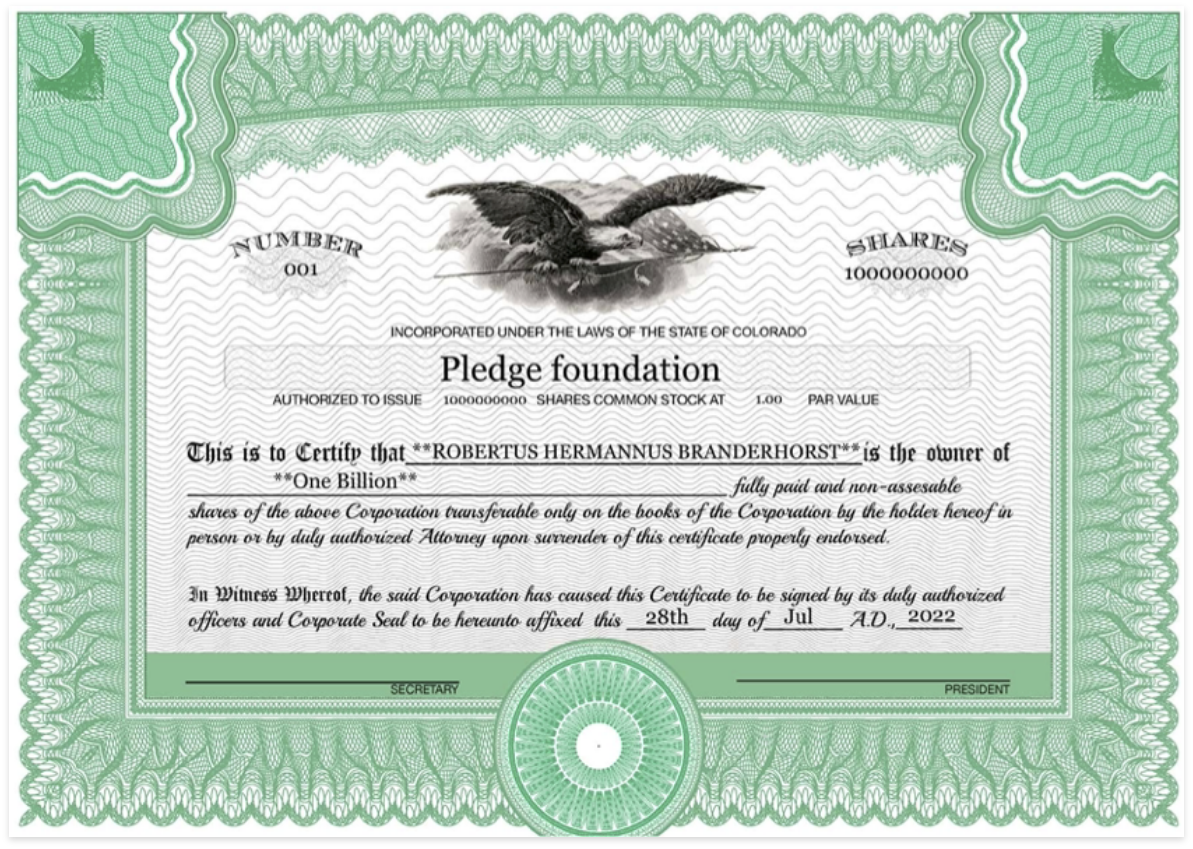 NUMBER
001
SHARES
1000000000
INCORPORATED UNDER THE LAWS OF THE STATE OF COLORADO
Pledge foundation
AUTHORIZED TO ISSUE 1000000000 SHARES COMMON STOCK AT 1.00 PAR VALUE
This is to Certify that **ROBERTUS HERMANNUS BRANDERHORST** is the owner of
**One Billion** fully paid and non-assesable
shares of the above Corporation transferable only on the books of the Corporation by the holder hereof in
person or by duly authorized Attorney upon surrender of this certificate properly endorsed.
In Witness Whereof, the said Corporation has caused this Certificate to be signed by its duly authorized
officers and Corporate Seal to be hereunto affixed this 28th day of Jul A.D., 2022
SECRETARY
PRESIDENT